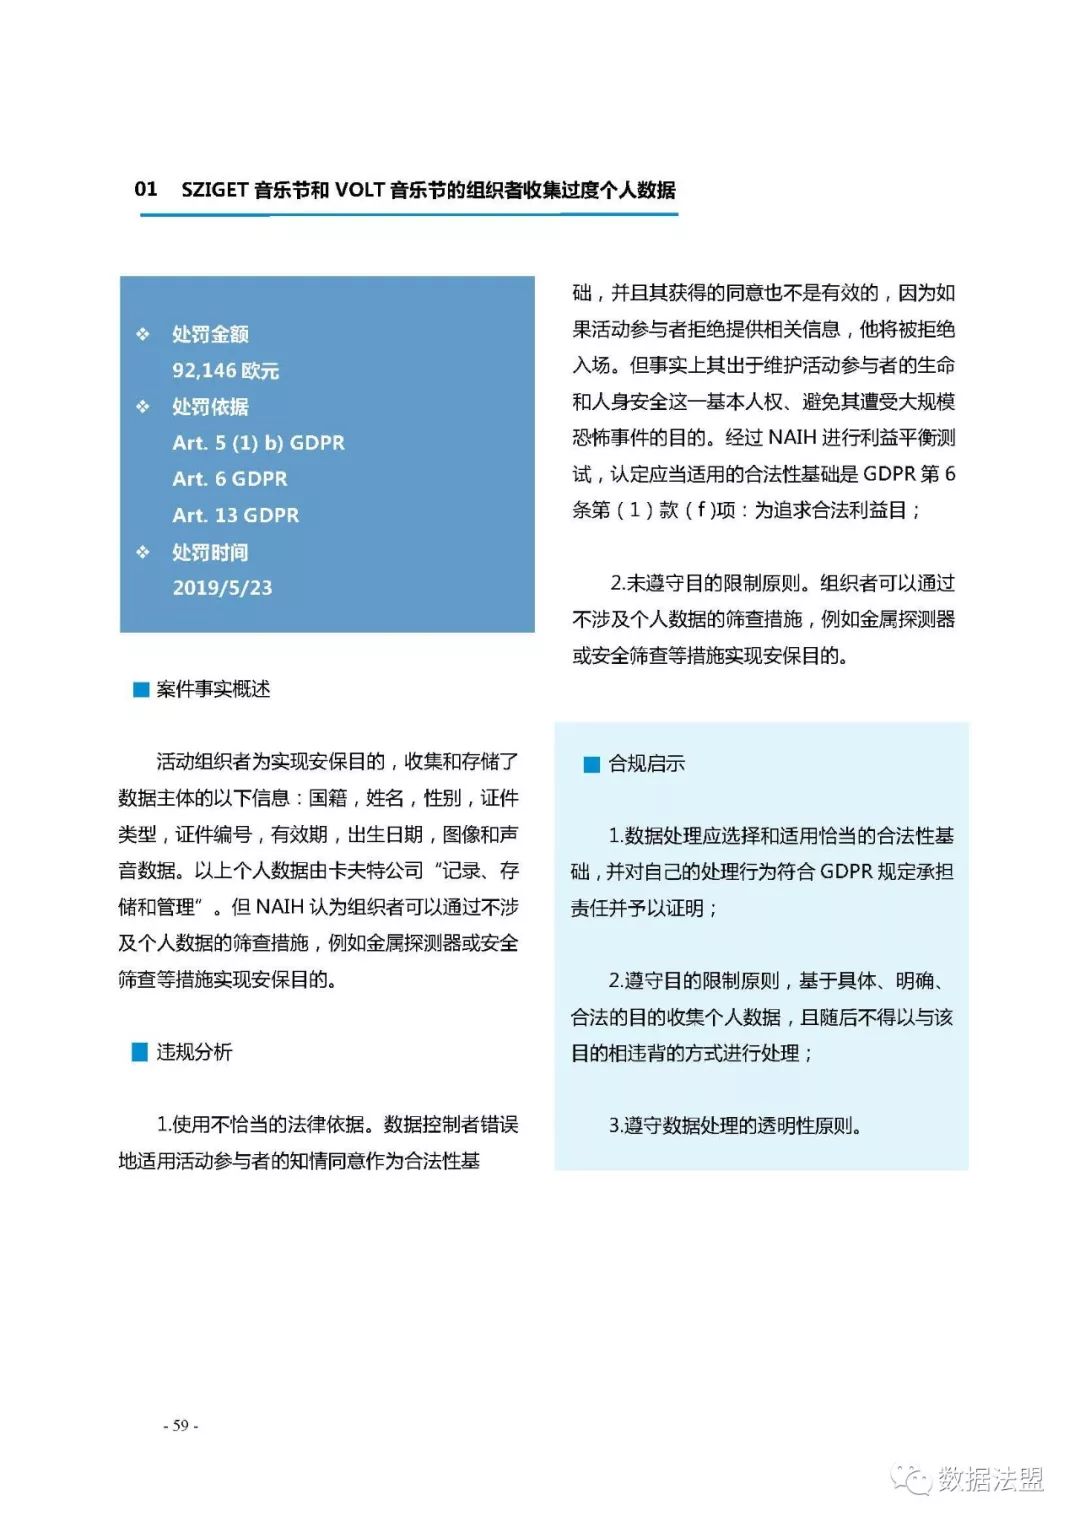 01 SZIGET 音乐节和 VOLT 音乐节的组织者收集过度个人数据
❖ 处罚金额
92,146 欧元
❖ 处罚依据
Art. 5 (1) b) GDPR
Art. 6 GDPR
Art. 13 GDPR
❖ 处罚时间
2019/5/23
■ 案件事实概述
活动组织者为实现安保目的，收集和存储了
数据主体的以下信息：国籍，姓名，性别，证件
类型，证件编号，有效期，出生日期，图像和声
音数据。以上个人数据由卡夫特公司“记录、存
储和管理”。但 NAIH 认为组织者可以通过不涉
及个人数据的筛查措施，例如金属探测器或安全
筛查等措施实现安保目的。
■ 违规分析
1.使用不恰当的法律依据。数据控制者错误
地适用活动参与者的知情同意作为合法性基
础，并且其获得的同意也不是有效的，因为如
果活动参与者拒绝提供相关信息，他将被拒绝
入场。但事实上其出于维护活动参与者的生命
和人身安全这一基本人权、避免其遭受大规模
恐怖事件的目的。经过 NAIH 进行利益平衡测
试，认定应当适用的合法性基础是 GDPR 第 6
条第（1）款（f )项：为追求合法利益目；
2.未遵守目的限制原则。组织者可以通过
不涉及个人数据的筛查措施，例如金属探测器
或安全筛查等措施实现安保目的。
■ 合规启示
1.数据处理应选择和适用恰当的合法性基
础，并对自己的处理行为符合 GDPR 规定承担
责任并予以证明；
2.遵守目的限制原则，基于具体、明确、
合法的目的收集个人数据，且随后不得以与该
目的相违背的方式进行处理；
3.遵守数据处理的透明性原则。
- 59 -
数据法盟